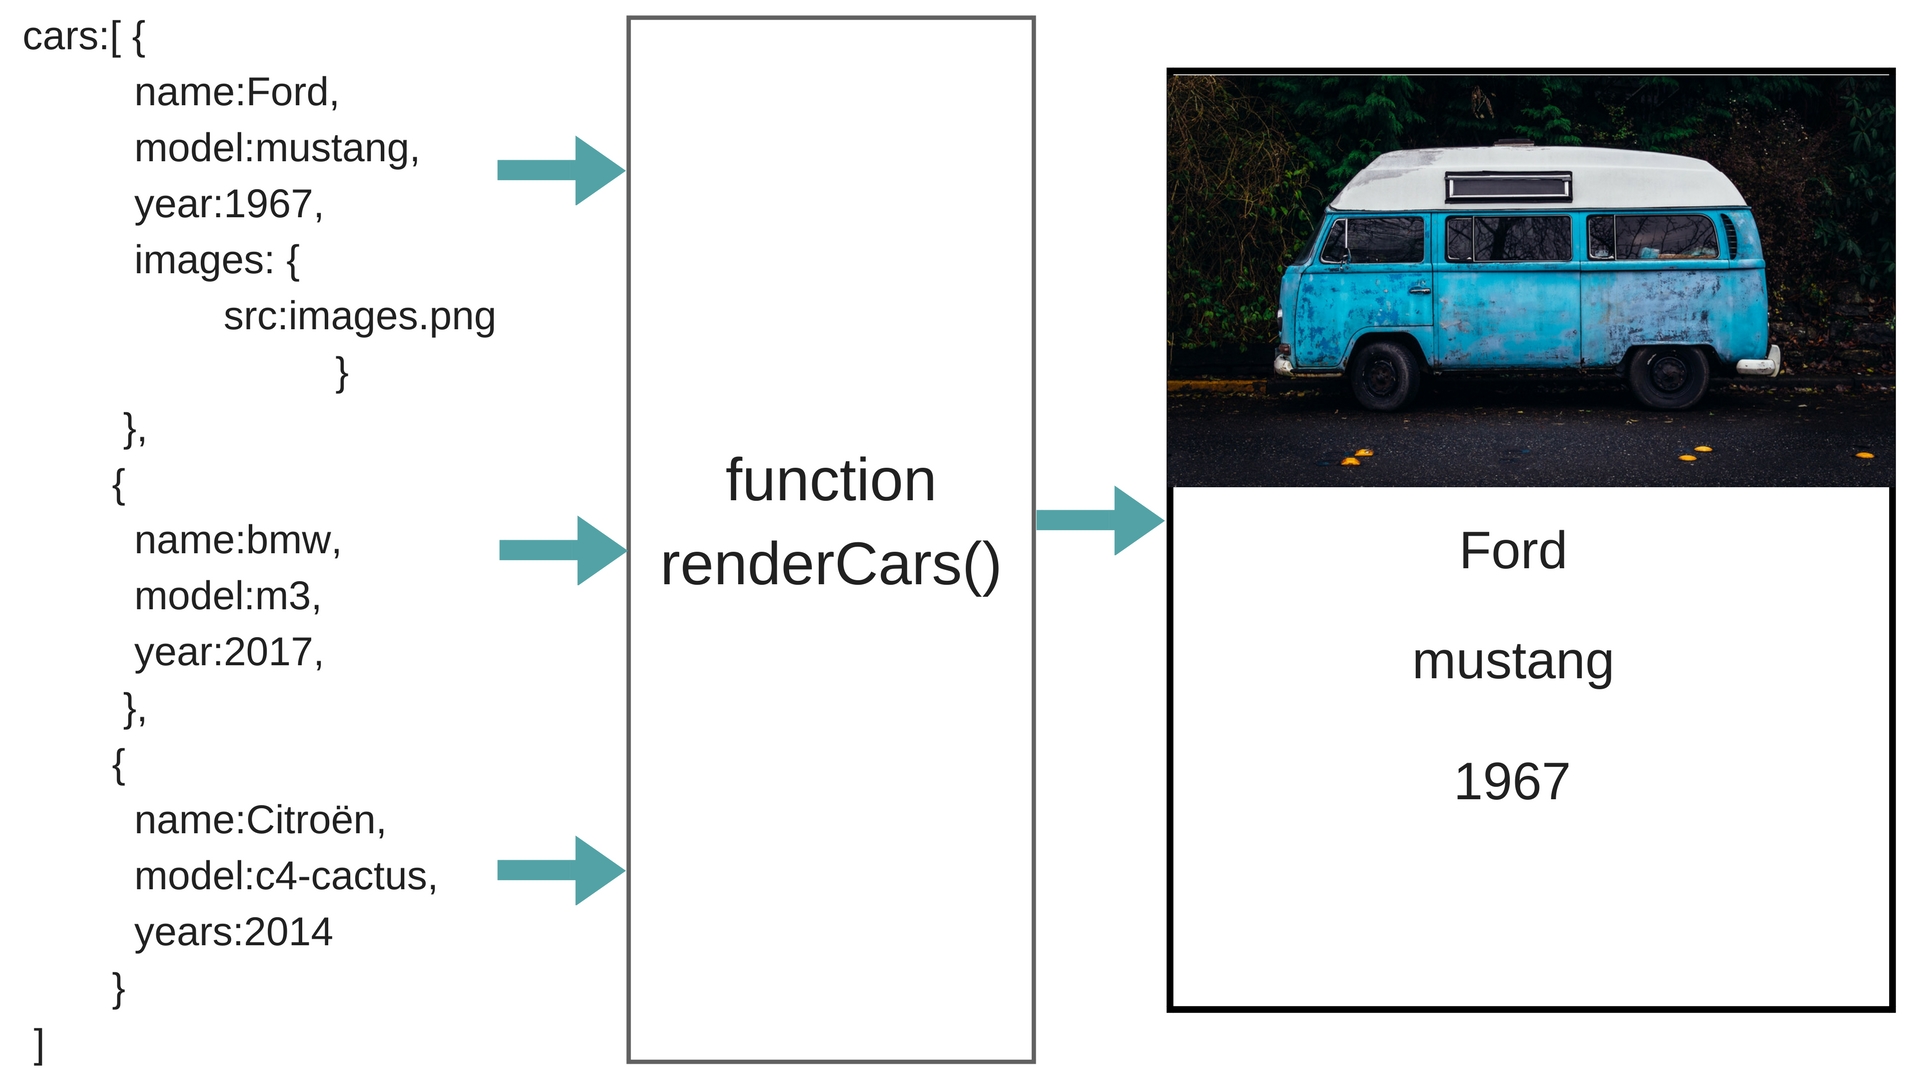 cars:[ {
name:Ford,
model:mustang,
year:1967,
images: {
src:images.png
}
},
{
name:bmw,
model:m3,
year:2017,
},
{
name:Citroën,
model:c4-cactus,
years:2014
}
]
function
renderCars()
Ford
mustang
1967